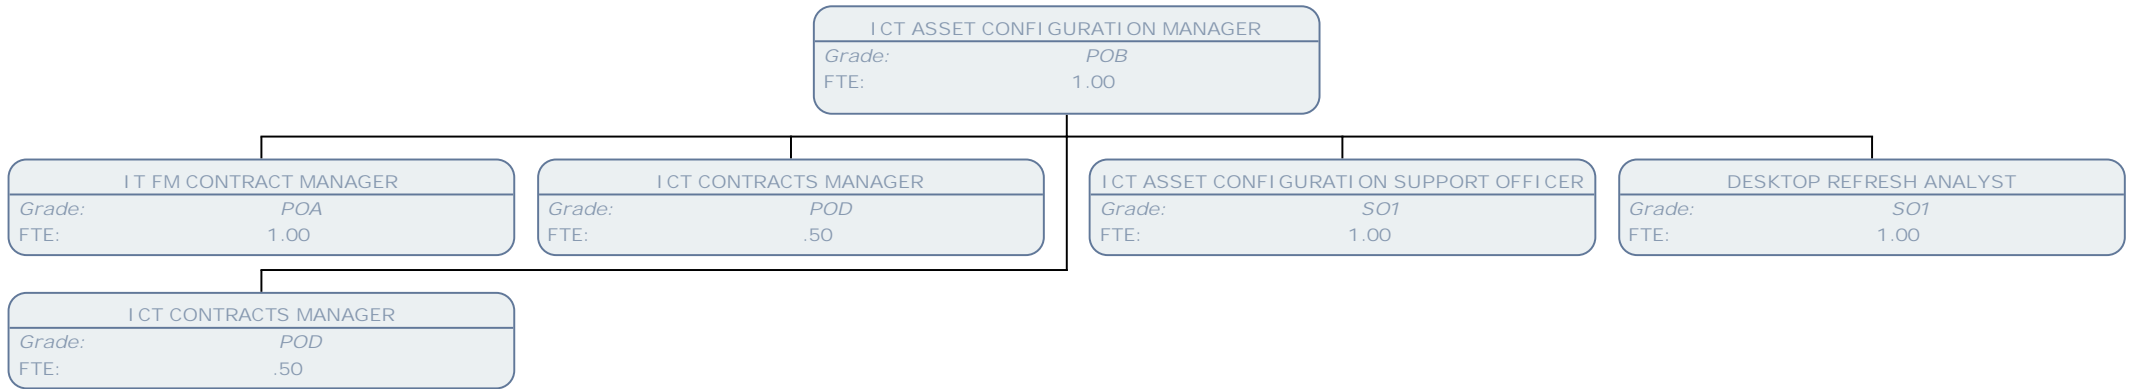 ICT ASSET CONFIGURATION MANAGER
Grade: POB
FTE: 1.00
IT FM CONTRACT MANAGER
Grade: POA
FTE: 1.00
ICT CONTRACTS MANAGER
Grade: POD
FTE: .50
ICT ASSET CONFIGURATION SUPPORT OFFICER
Grade: SO1
FTE: 1.00
DESKTOP REFRESH ANALYST
Grade: SO1
FTE: 1.00
ICT CONTRACTS MANAGER
Grade: POD
FTE: .50